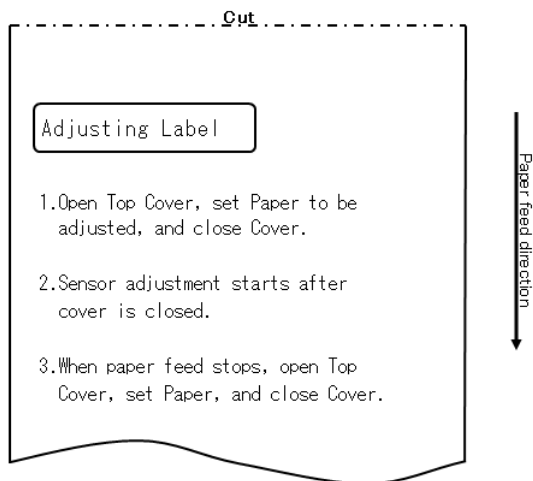 Cut
Adjusting Label
1.Open Top Cover, set Paper to be
adjusted, and close Cover.
2.Sensor adjustment starts after
cover is closed.
3.When paper feed stops, open Top
Cover, set Paper, and close Cover.
Paper feed direction